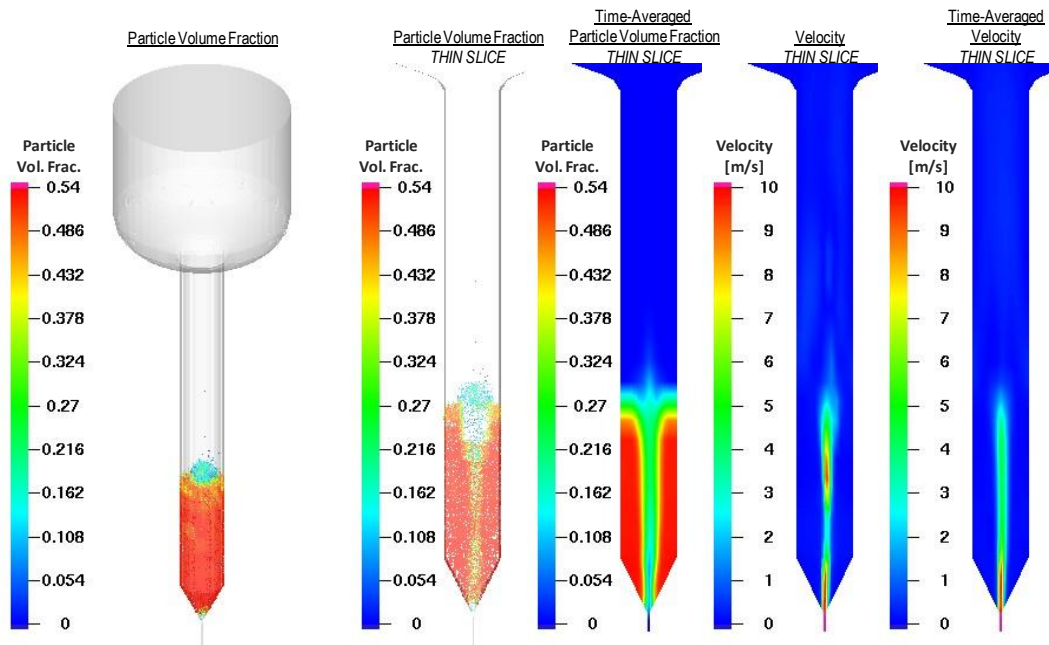 Particle Volume Fraction
Particle Volume Fraction
THIN SLICE
Time-Averaged
Particle Volume Fraction
THIN SLICE
Velocity
THIN SLICE
Time-Averaged
Velocity
THIN SLICE
Particle
Vol. Frac.
0.54
0.486
0.432
0.378
0.324
0.27
0.216
0.162
0.108
0.054
0
Particle
Vol. Frac.
0.54
0.486
0.432
0.378
0.324
0.27
0.216
0.162
0.108
0.054
0
Particle
Vol. Frac.
0.54
0.486
0.432
0.378
0.324
0.27
0.216
0.162
0.108
0.054
0
Velocity
[m/s]
10
9
8
7
6
5
4
3
2
1
0
Velocity
[m/s]
10
9
8
7
6
5
4
3
2
1
0